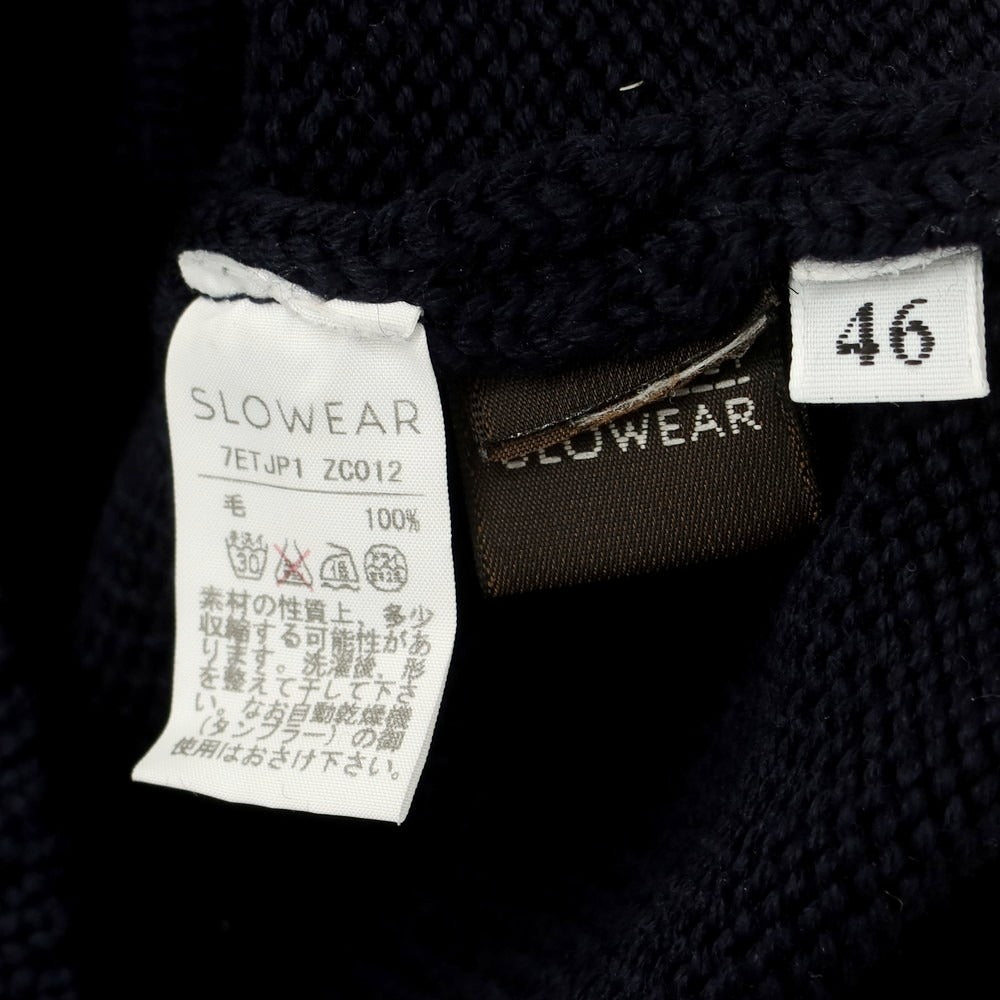 SLOWEAR
7ETJP1 ZC012
毛 100%
30
素材の性質上、多少
収縮する可能性があ
ります。洗濯後、形
を整えて干して下さ
い。なお自動乾燥機
(タンブラー)の御
使用はおさけ下さい。
SLOWEAR
46